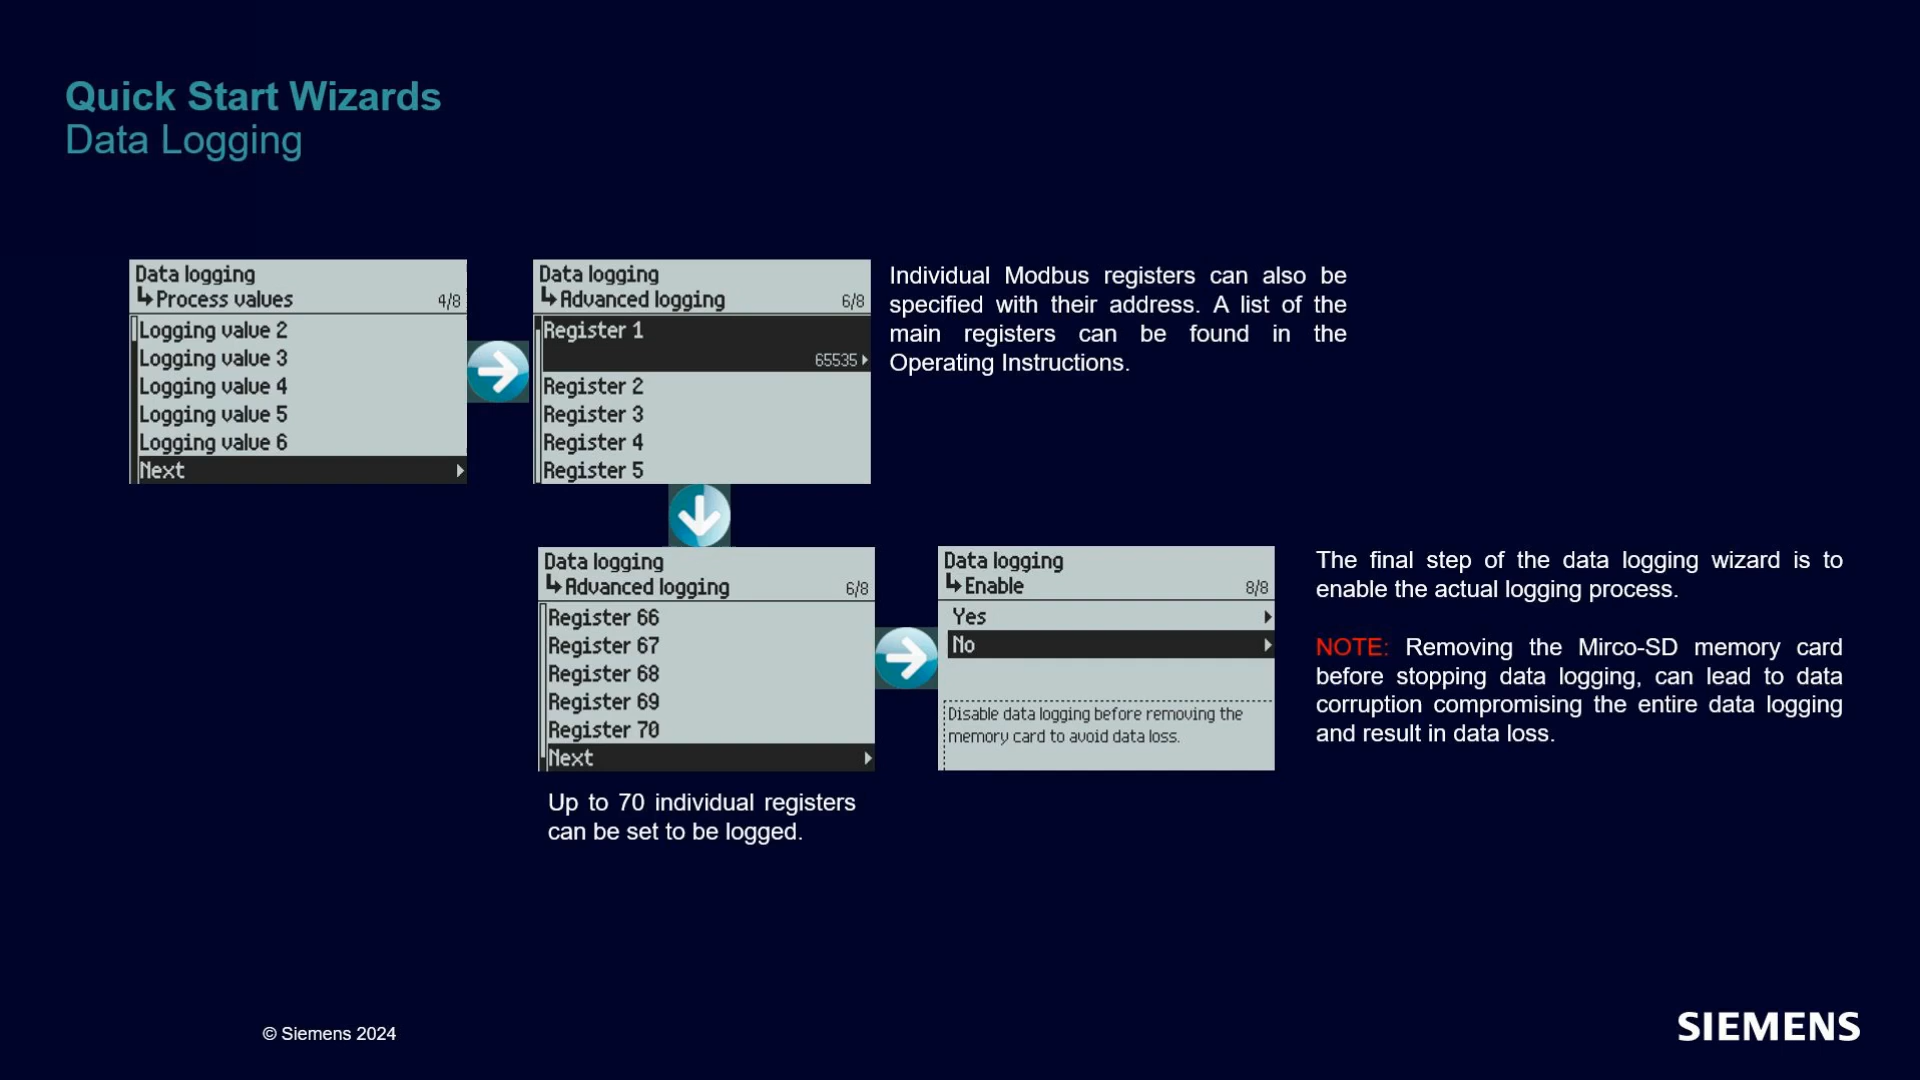 Quick Start Wizards
Data Logging
Data logging
↳Process values 4/8
Logging value 2
Logging value 3
Logging value 4
Logging value 5
Logging value 6
Next
Data logging
↳Advanced logging 6/8
Register 1
65535
Register 2
Register 3
Register 4
Register 5
Individual Modbus registers can also be
specified with their address. A list of the
main registers can be found in the
Operating Instructions.
Data logging
↳Advanced logging 6/8
Register 66
Register 67
Register 68
Register 69
Register 70
Next
Up to 70 individual registers
can be set to be logged.
Data logging
↳Enable 8/8
Yes
No
Disable data logging before removing the
memory card to avoid data loss.
The final step of the data logging wizard is to
enable the actual logging process.
NOTE: Removing the Mirco-SD memory card
before stopping data logging, can lead to data
corruption compromising the entire data logging
and result in data loss.
© Siemens 2024
SIEMENS